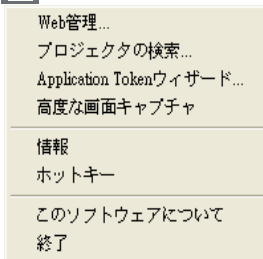 Web管理...
プロジェクタの検索...
Application Tokenウィザード...
高度な画面キャプチャ
情報
ホットキー
このソフトウェアについて
終了